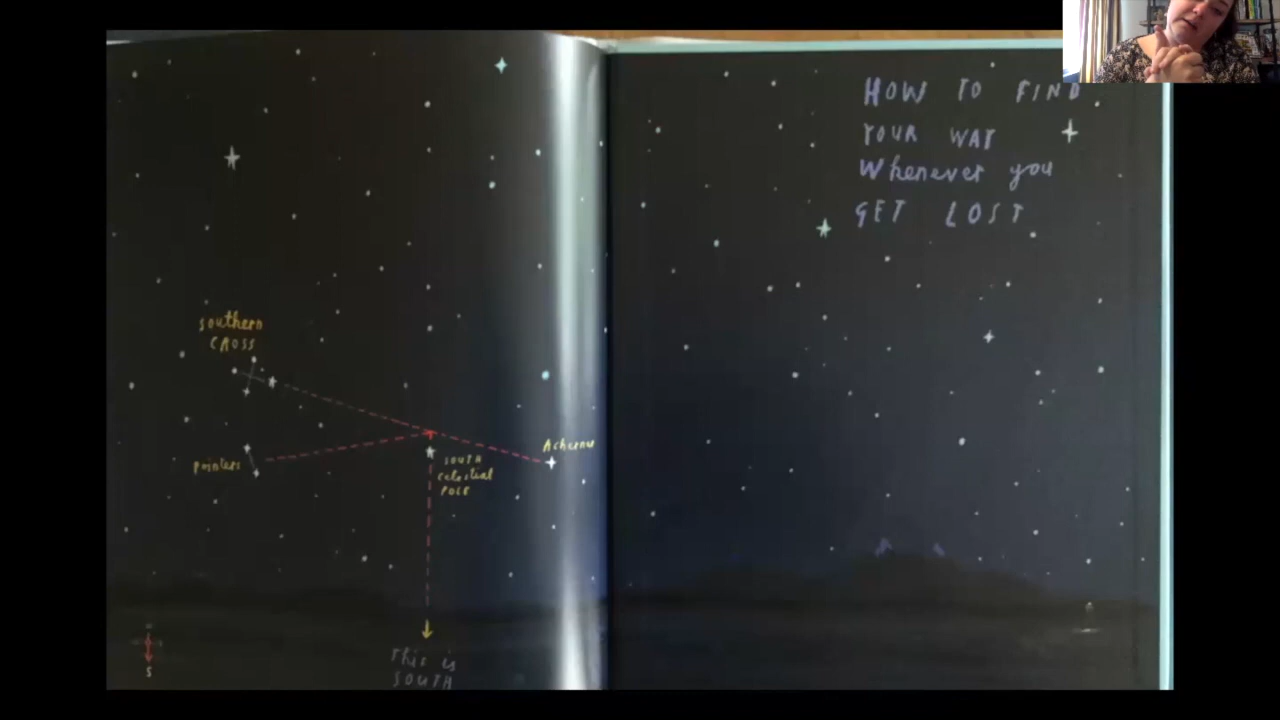 HOW TO FIND
YOUR WAY
Whenever you
GET LOST
Southern
CROSS
Pointers
SOUTH
Celestial
POLE
Achernar
This is
SOUTH
S